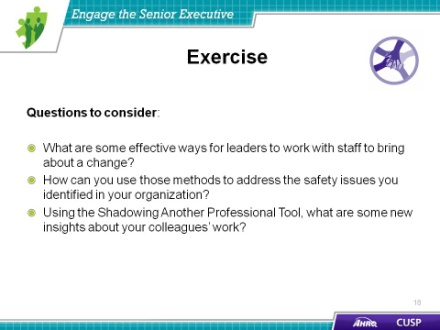 Engage the Senior Executive
Exercise
Questions to consider:
What are some effective ways for leaders to work with staff to bring
about a change?
How can you use those methods to address the safety issues you
identified in your organization?
Using the Shadowing Another Professional Tool, what are some new
insights about your colleagues' work?
16
AHRQ CUSP